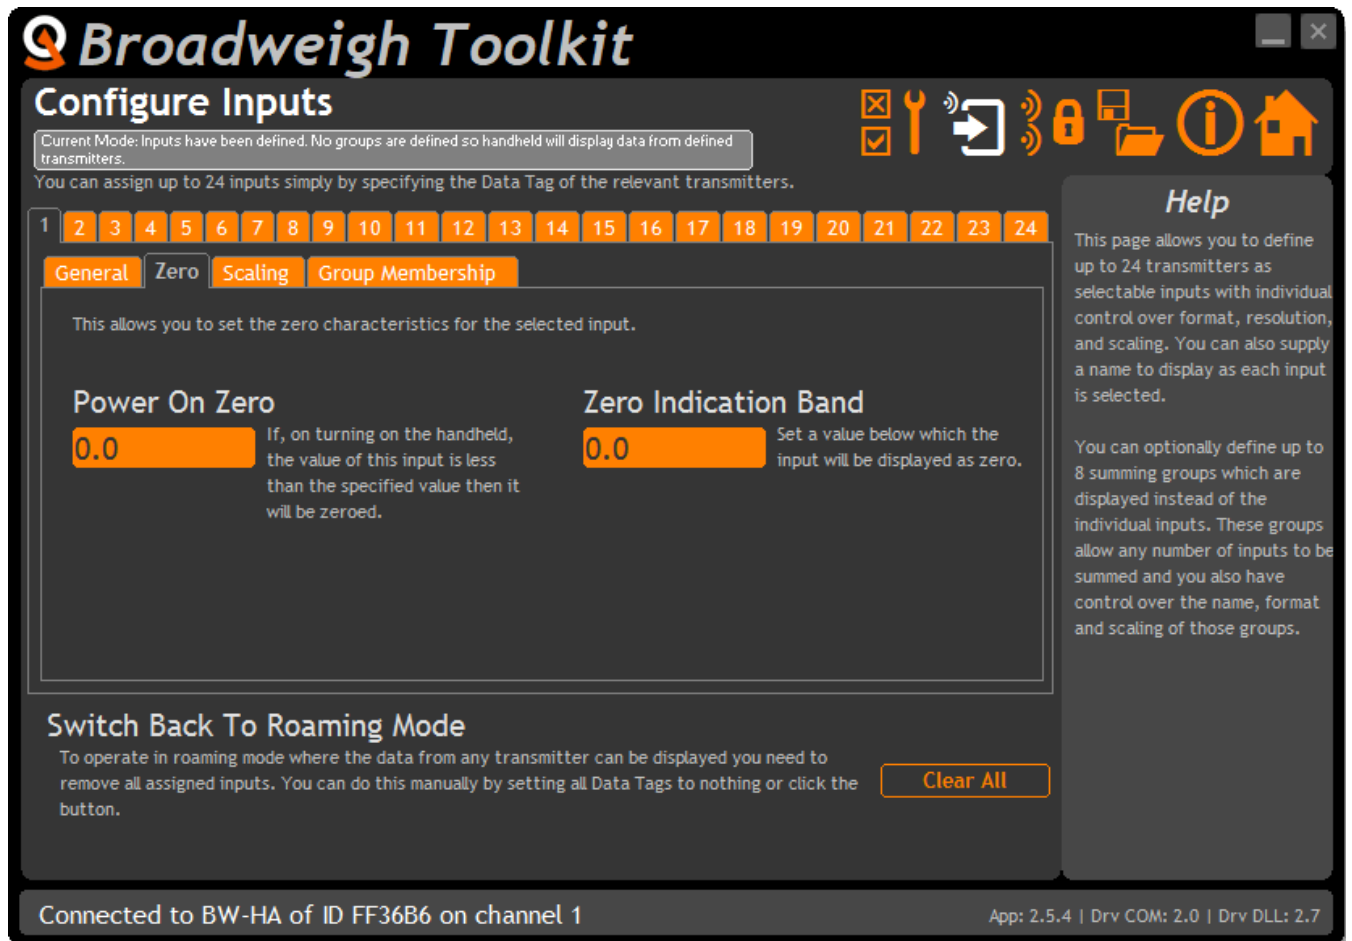 Broadweigh Toolkit
Configure Inputs
Current Mode: Inputs have been defined. No groups are defined so handheld will display data from defined
transmitters.
You can assign up to 24 inputs simply by specifying the Data Tag of the relevant transmitters.
1 2 3 4 5 6 7 8 9 10 11 12 13 14 15 16 17 18 19 20 21 22 23 24
General Zero Scaling Group Membership
This allows you to set the zero characteristics for the selected input.
Power On Zero
0.0
If, on turning on the handheld,
the value of this input is less
than the specified value then it
will be zeroed.
Zero Indication Band
0.0
Set a value below which the
input will be displayed as zero.
Switch Back To Roaming Mode
To operate in roaming mode where the data from any transmitter can be displayed you need to
remove all assigned inputs. You can do this manually by setting all Data Tags to nothing or click the
button.
Clear All
Help
This page allows you to define
up to 24 transmitters as
selectable inputs with individual
control over format, resolution,
and scaling. You can also supply
a name to display as each input
is selected.
You can optionally define up to
8 summing groups which are
displayed instead of the
individual inputs. These groups
allow any number of inputs to be
summed and you also have
control over the name, format
and scaling of those groups.
Connected to BW-HA of ID FF36B6 on channel 1
App: 2.5.4 | Drv COM: 2.0 | Drv DLL: 2.7